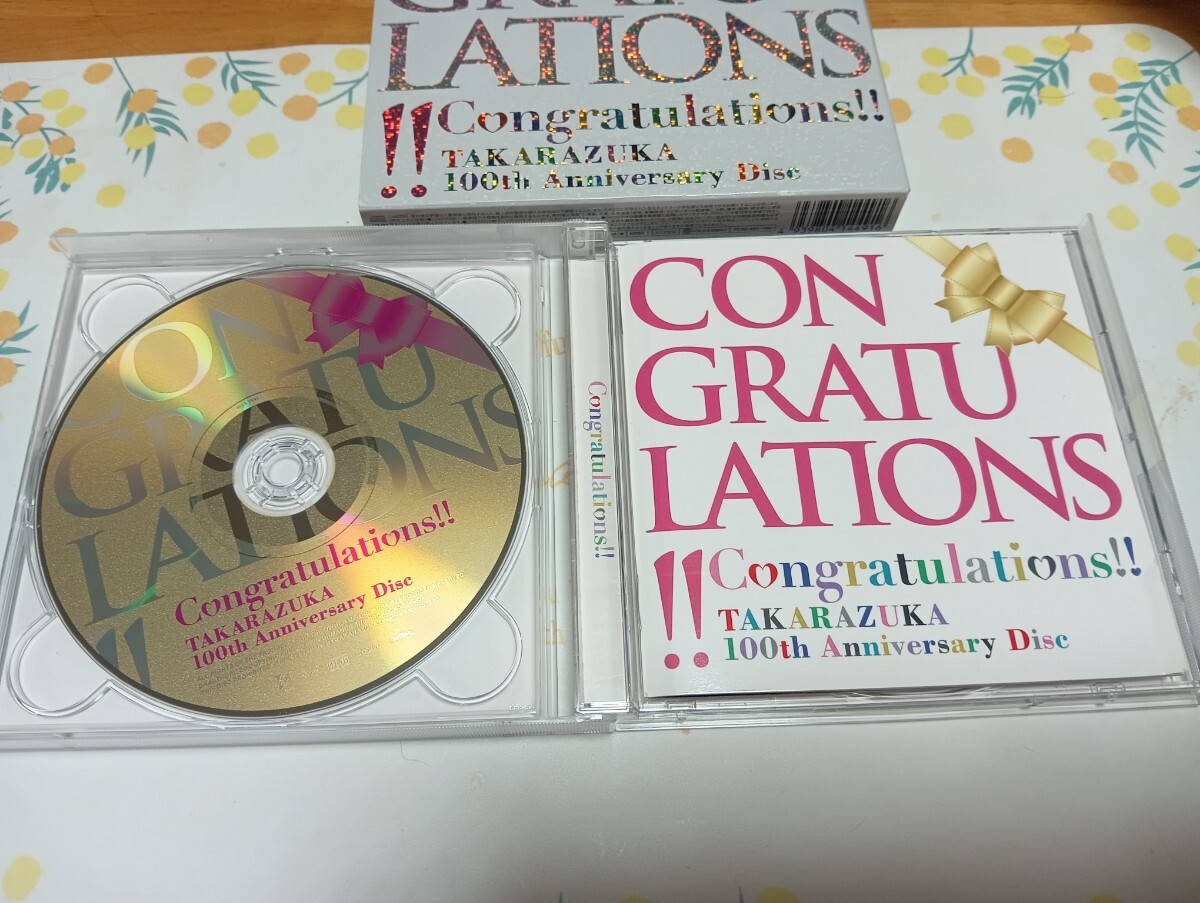 GRATU
LATIONS
!!Congratulations!!
TAKARAZUKA
100th Anniversary Disc
CON
GRATU
LATIONS
!!
Congratulations!!
TAKARAZUKA
100th Anniversary Disc
Congratulations!!
CON
GRATU
LATIONS
!!Congratulations!!
TAKARAZUKA
100th Anniversary Disc